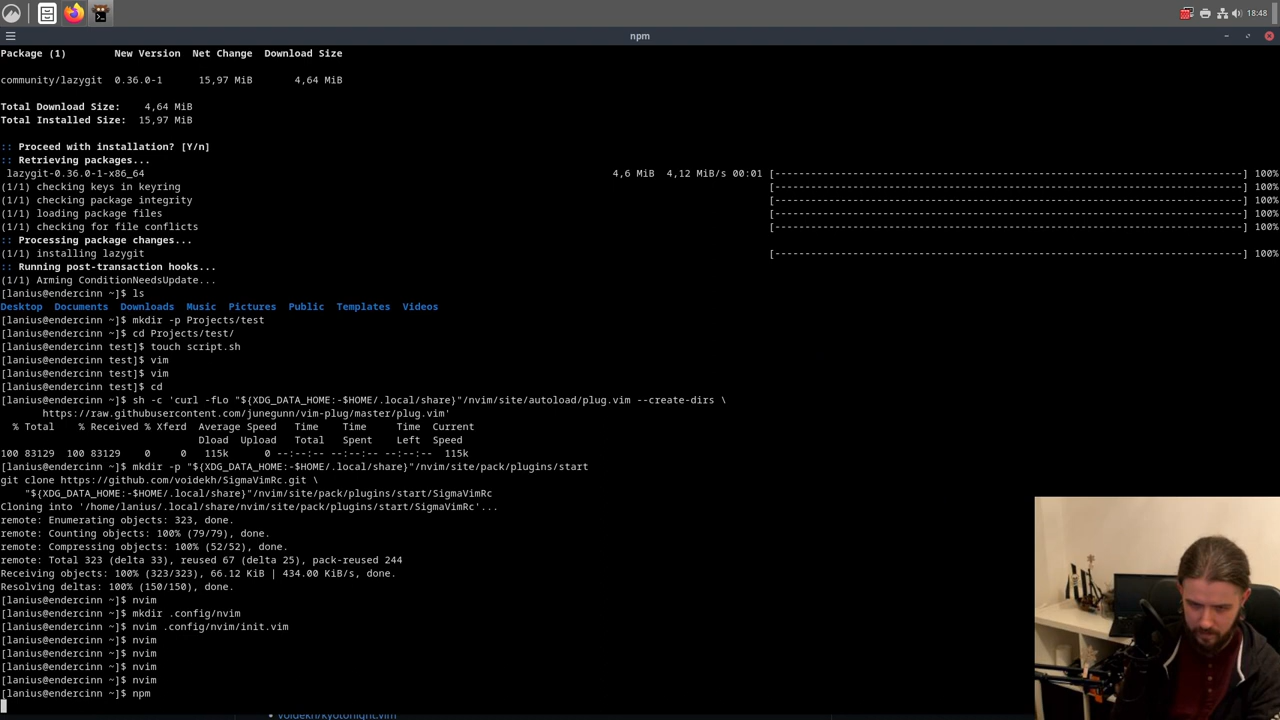 18:48
npm
Package (1) New Version Net Change Download Size
community/lazygit 0.36.0-1 15,97 MiB 4,64 MiB
Total Download Size: 4,64 MiB
Total Installed Size: 15,97 MiB
:: Proceed with installation? [Y/n]
:: Retrieving packages...
lazygit-0.36.0-1-x86_64 4,6 MiB 4,12 MiB/s 00:01 [----------------------------------------------------------------------] 100%
(1/1) checking keys in keyring [----------------------------------------------------------------------] 100%
(1/1) checking package integrity [----------------------------------------------------------------------] 100%
(1/1) loading package files [----------------------------------------------------------------------] 100%
(1/1) checking for file conflicts [----------------------------------------------------------------------] 100%
:: Processing package changes...
(1/1) installing lazygit [----------------------------------------------------------------------] 100%
:: Running post-transaction hooks...
(1/1) Arming ConditionNeedsUpdate...
[lanius@endercinn ~]$ ls
Desktop Documents Downloads Music Pictures Public Templates Videos
[lanius@endercinn ~]$ mkdir -p Projects/test
[lanius@endercinn ~]$ cd Projects/test/
[lanius@endercinn test]$ touch script.sh
[lanius@endercinn test]$ vim
[lanius@endercinn test]$ vim
[lanius@endercinn test]$ cd
[lanius@endercinn ~]$ sh -c 'curl -fLo "${XDG_DATA_HOME:-$HOME/.local/share}"/nvim/site/autoload/plug.vim --create-dirs \
https://raw.githubusercontent.com/junegunn/vim-plug/master/plug.vim'
% Total % Received % Xferd Average Speed Time Time Time Current
Dload Upload Total Spent Left Speed
100 83129 100 83129 0 0 115k 0 --:--:-- --:--:-- --:--:-- 115k
[lanius@endercinn ~]$ mkdir -p "${XDG_DATA_HOME:-$HOME/.local/share}"/nvim/site/pack/plugins/start
git clone https://github.com/voidekh/SigmaVimRc.git \
"${XDG_DATA_HOME:-$HOME/.local/share}"/nvim/site/pack/plugins/start/SigmaVimRc
Cloning into '/home/lanius/.local/share/nvim/site/pack/plugins/start/SigmaVimRc'...
remote: Enumerating objects: 323, done.
remote: Counting objects: 100% (79/79), done.
remote: Compressing objects: 100% (52/52), done.
remote: Total 323 (delta 33), reused 67 (delta 25), pack-reused 244
Receiving objects: 100% (323/323), 66.12 KiB | 434.00 KiB/s, done.
Resolving deltas: 100% (150/150), done.
[lanius@endercinn ~]$ nvim
[lanius@endercinn ~]$ mkdir .config/nvim
[lanius@endercinn ~]$ nvim .config/nvim/init.vim
[lanius@endercinn ~]$ nvim
[lanius@endercinn ~]$ nvim
[lanius@endercinn ~]$ nvim
[lanius@endercinn ~]$ nvim
[lanius@endercinn ~]$ npm
voidekh/kyotonight.vim